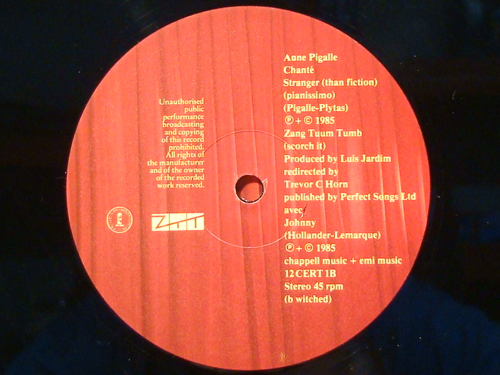 Unauthorised
public
performance
broadcasting
and copying
of this record
prohibited.
All rights of
the manufacturer
and of the owner
of the recorded
work reserved.
ZTT
Anne Pigalle
Chanté
Stranger (than fiction)
(pianissimo)
(Pigalle-Plytas)
℗ + © 1985
Zang Tuum Tumb
(scorch it)
Produced by Luis Jardim
redirected by
Trevor C Horn
published by Perfect Songs Ltd
avec
Johnny
(Hollander-Lemarque)
℗ + © 1985
chappell music + emi music
12 CERT 1B
Stereo 45 rpm
(b witched)